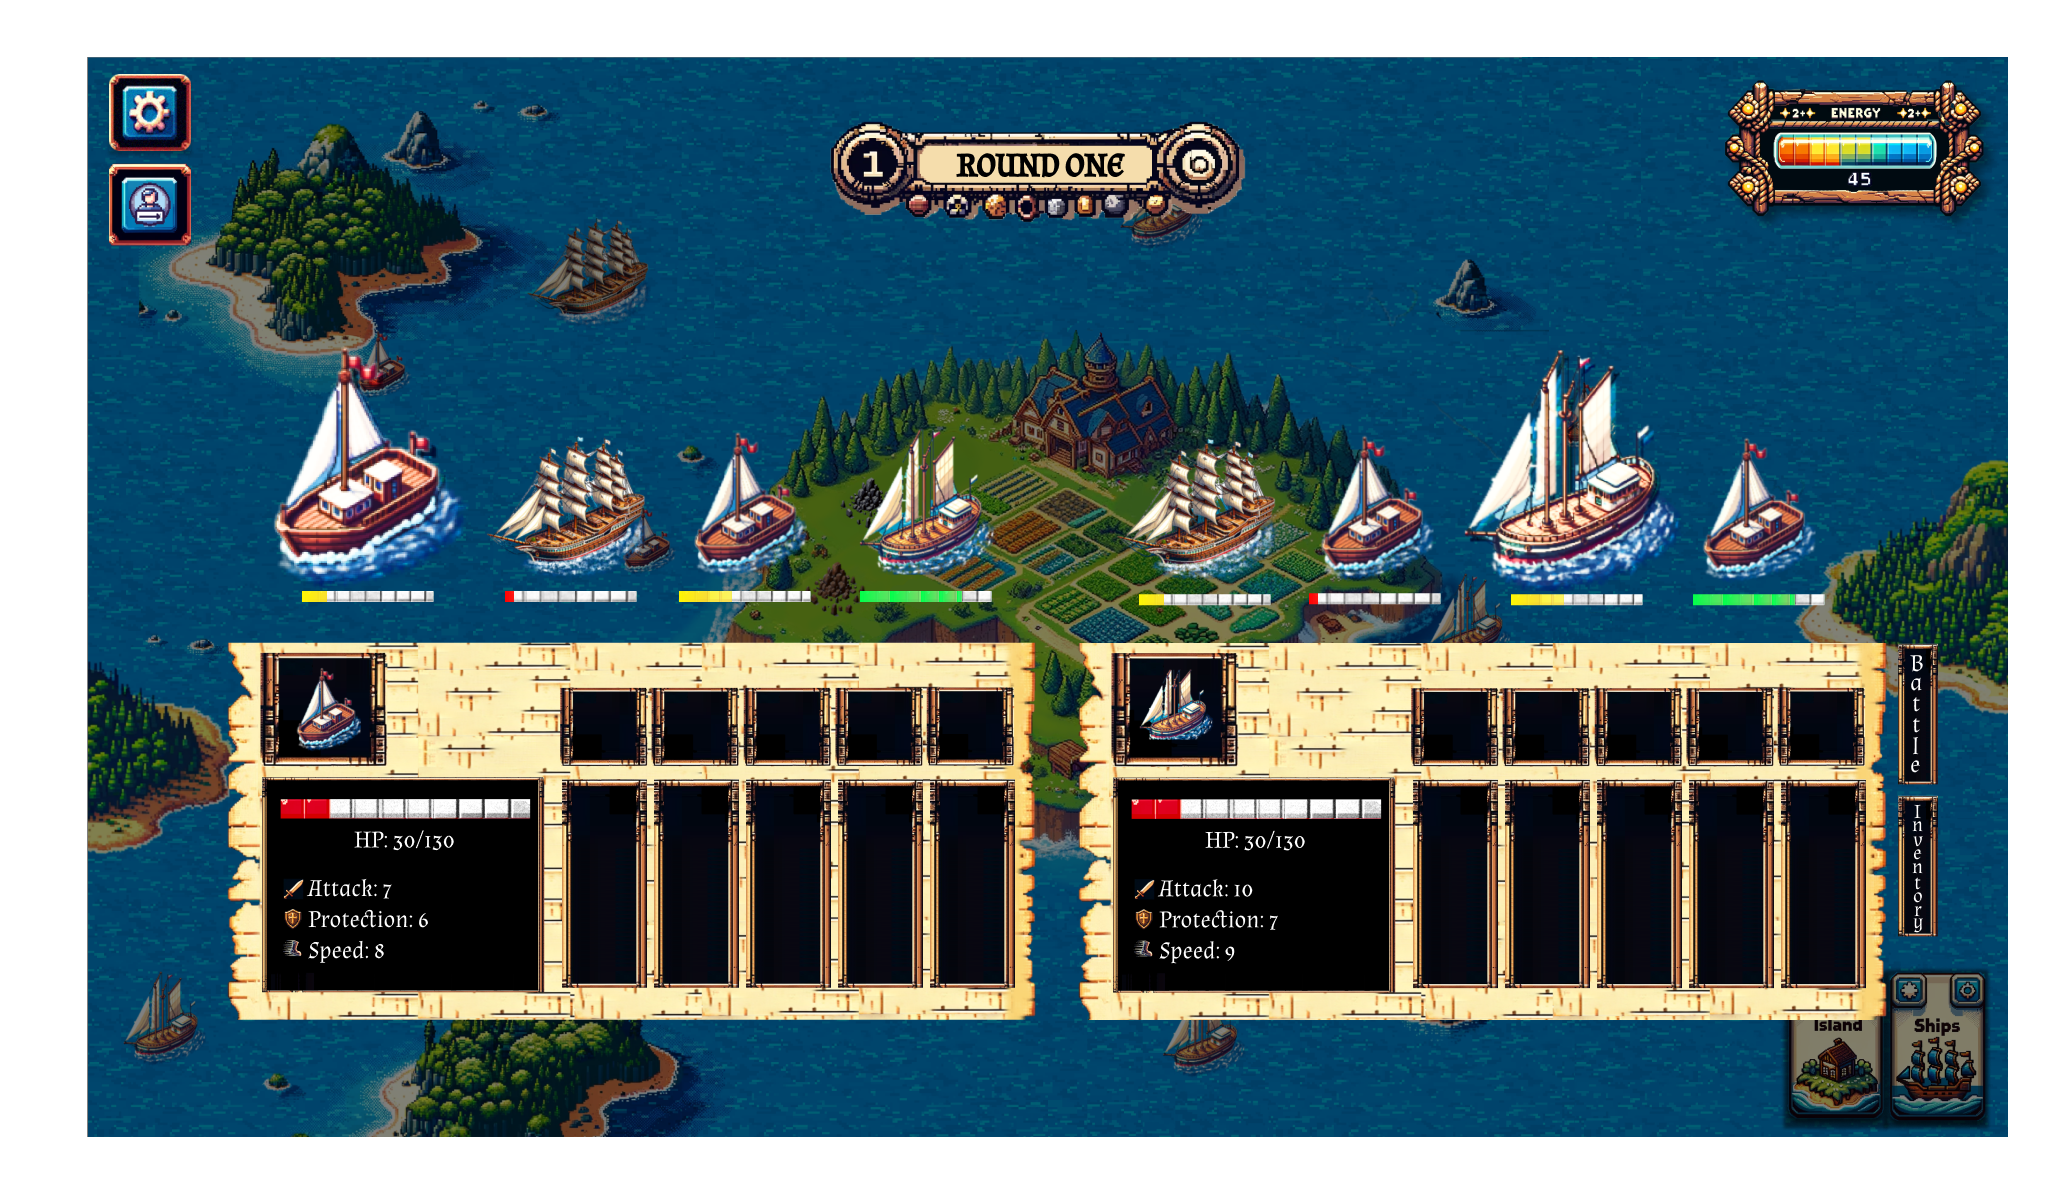 1 ROUND ONE
2+ ENERGY 2+
45
HP: 30/130
Attack: 7
Protection: 6
Speed: 8
HP: 30/130
Attack: 10
Protection: 7
Speed: 9
Battle
Inventory
Island
Ships